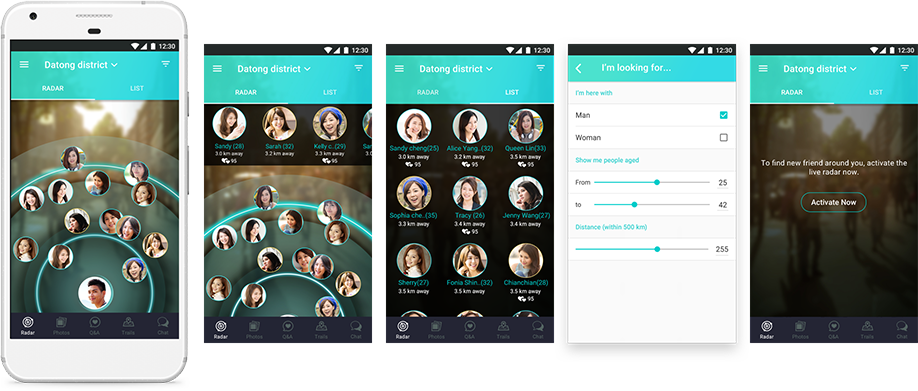 12:30
Datong district
RADAR
LIST
Radar
Photos
Q&A
Trails
Chat
12:30
Datong district
RADAR
LIST
Sandy (28)
3.0 km away
95
Sarah (32)
3.2 km away
Kelly c..(29)
3.3 km away
95
Radar
Photos
Q&A
Trails
Chat
12:30
Datong district
RADAR
LIST
Sandy cheng(25)
3.0 km away
95
Alice Yang..(32)
3.2 km away
Queen Lin(33)
3.5 km away
95
Sophia che..(35)
3.3 km away
Tracy (26)
3.4 km away
95
Jenny Wang(27)
3.4 km away
Sherry(27)
3.5 km away
Fonia Shin..(32)
3.5 km away
Chianchian(28)
3.5 km away
95
Radar
Photos
Q&A
Trails
Chat
12:30
I'm looking for...
I'm here with
Man
Woman
Show me people aged
From 25
to 42
Distance (within 500 km)
255
12:30
Datong district
RADAR
LIST
To find new friend around you, activate the
live radar now.
Activate Now
Radar
Photos
Q&A
Trails
Chat